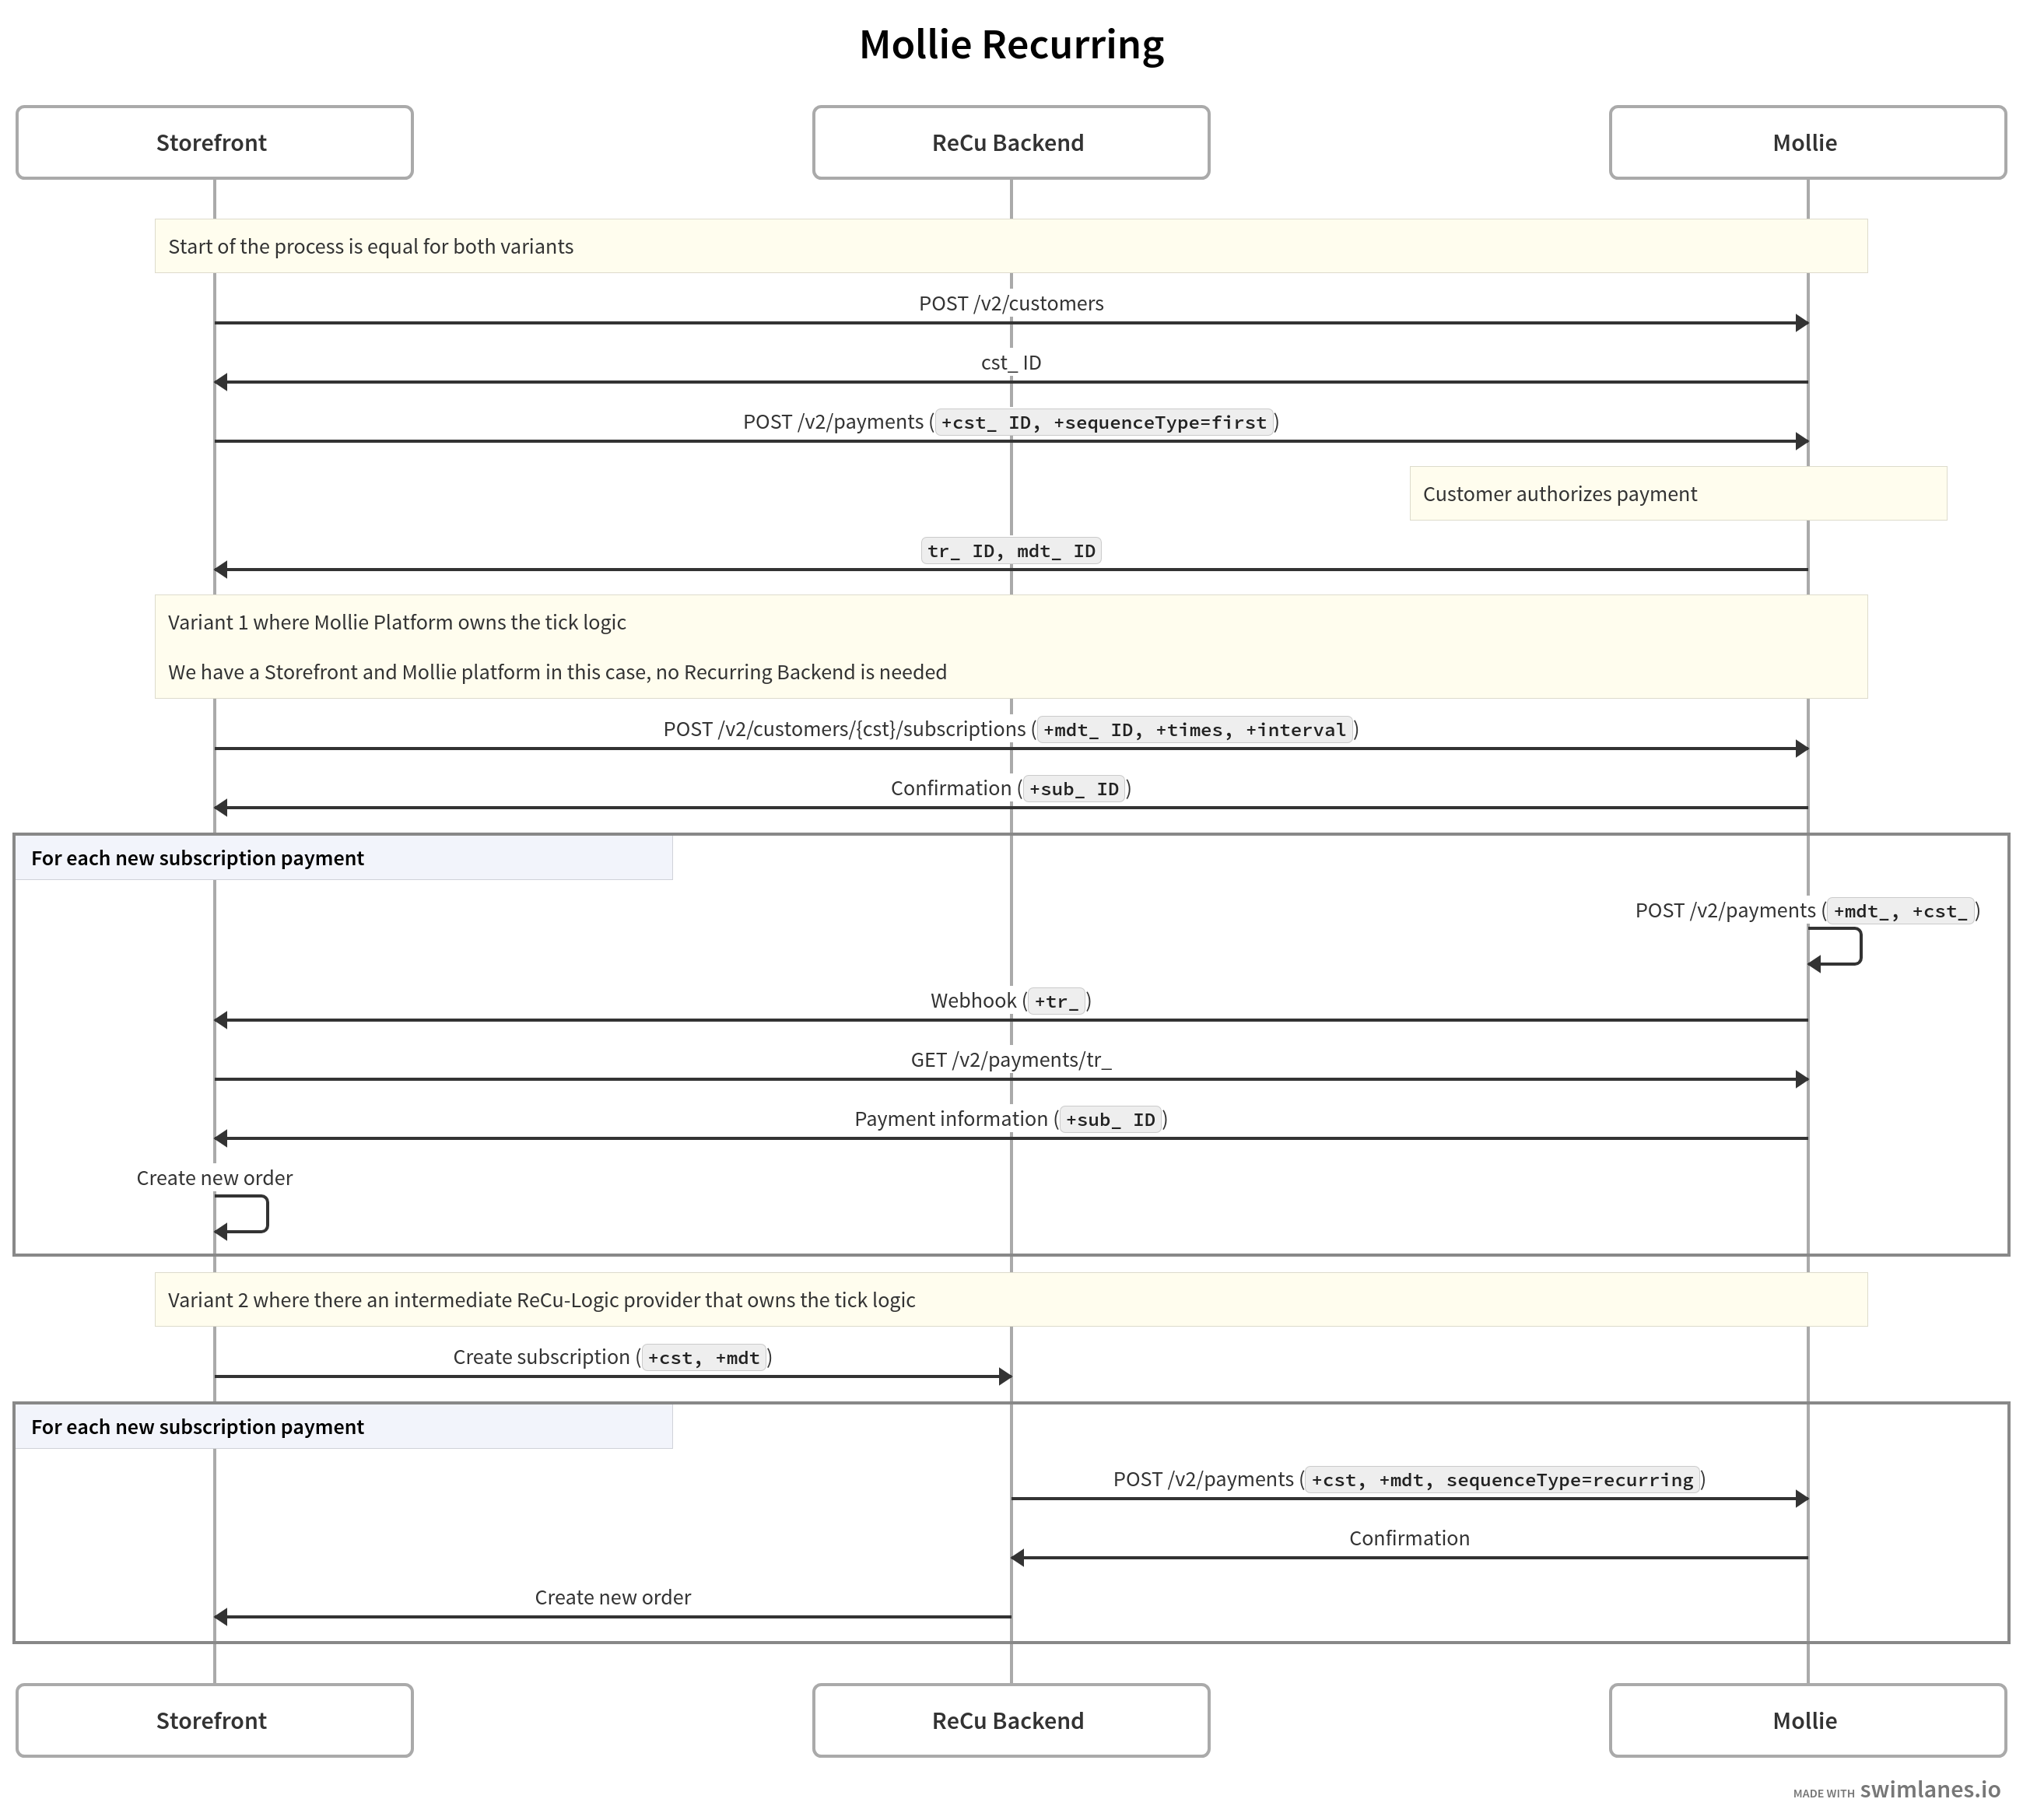 Mollie Recurring
Storefront
ReCu Backend
Mollie
Start of the process is equal for both variants
POST /v2/customers
cst_ ID
POST /v2/payments (+cst_ ID, +sequenceType=first)
Customer authorizes payment
tr_ ID, mdt_ ID
Variant 1 where Mollie Platform owns the tick logic
We have a Storefront and Mollie platform in this case, no Recurring Backend is needed
POST /v2/customers/{cst}/subscriptions (+mdt_ ID, +times, +interval)
Confirmation (+sub_ ID)
For each new subscription payment
POST /v2/payments (+mdt_, +cst_)
Webhook (+tr_)
GET /v2/payments/tr_
Payment information (+sub_ ID)
Create new order
Variant 2 where there an intermediate ReCu-Logic provider that owns the tick logic
Create subscription (+cst, +mdt)
For each new subscription payment
POST /v2/payments (+cst, +mdt, sequenceType=recurring)
Confirmation
Create new order
Storefront
ReCu Backend
Mollie
MADE WITH swimlanes.io